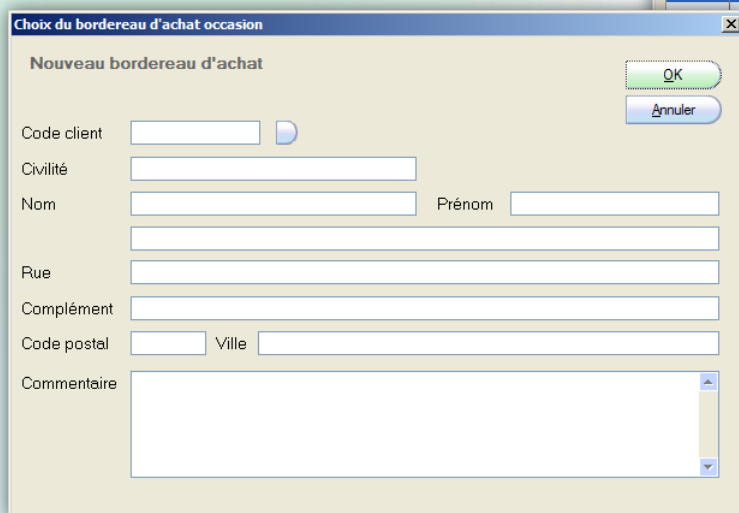 Choix du bordereau d'achat occasion
Nouveau bordereau d'achat
OK
Annuler
Code client
Civilité
Nom Prénom
Rue
Complément
Code postal Ville
Commentaire